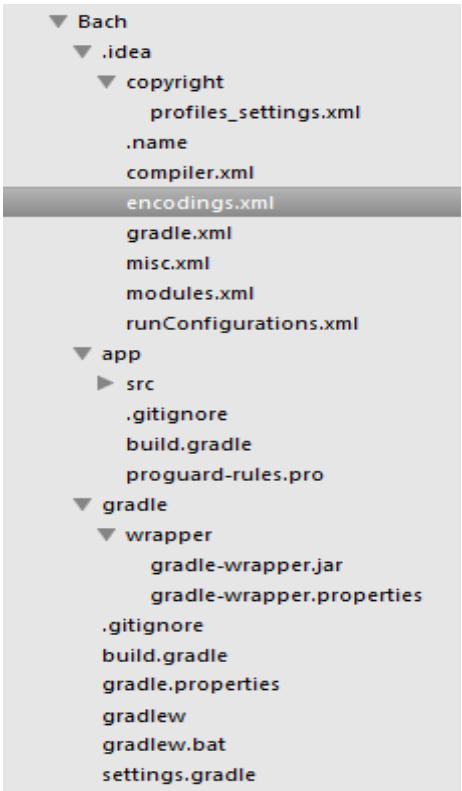 Bach
.idea
copyright
profiles_settings.xml
.name
compiler.xml
encodings.xml
gradle.xml
misc.xml
modules.xml
runConfigurations.xml
app
src
.gitignore
build.gradle
proguard-rules.pro
gradle
wrapper
gradle-wrapper.jar
gradle-wrapper.properties
.gitignore
build.gradle
gradle.properties
gradlew
gradlew.bat
settings.gradle